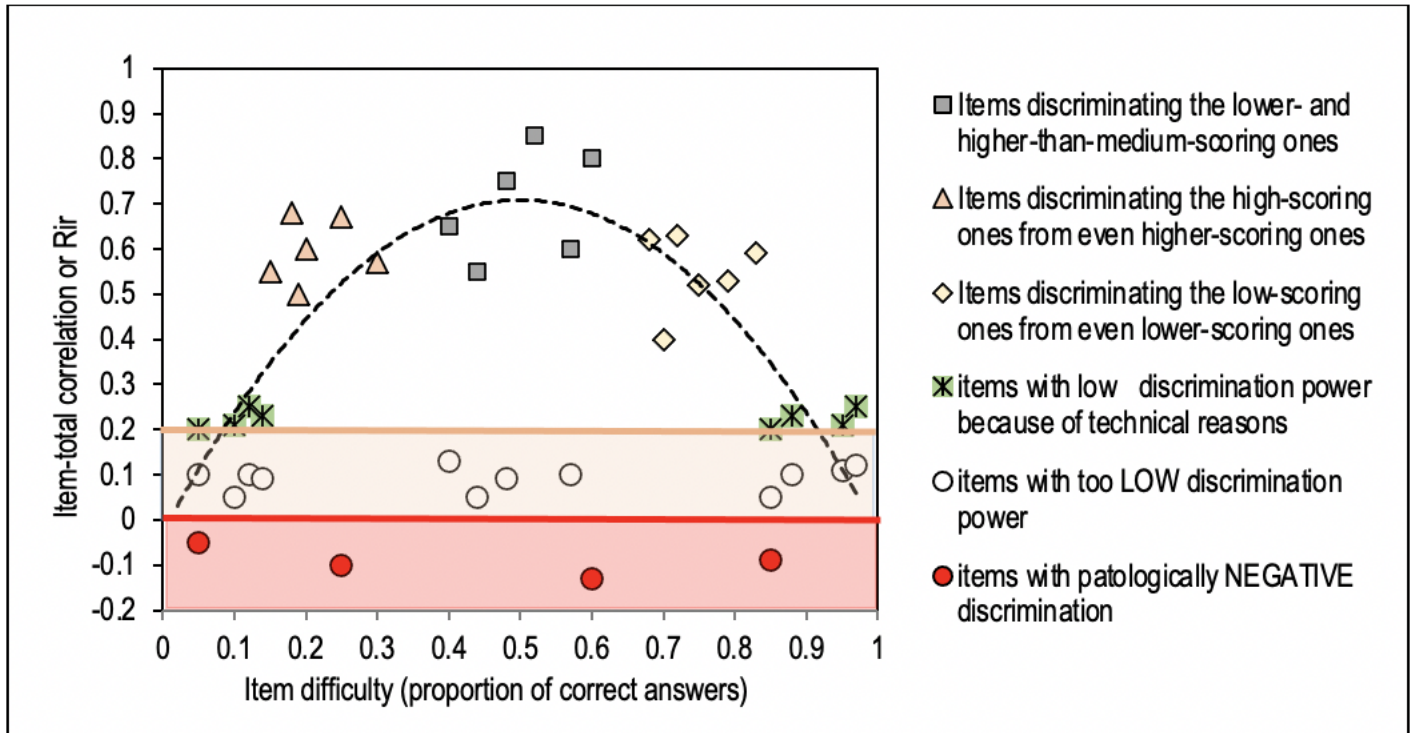 1
0.9
0.8
0.7
0.6
0.5
0.4
0.3
0.2
0.1
0
-0.1
-0.2
Item-total correlation or Rir
0 0.1 0.2 0.3 0.4 0.5 0.6 0.7 0.8 0.9 1
Item difficulty (proportion of correct answers)
Items discriminating the lower- and
higher-than-medium-scoring ones
Items discriminating the high-scoring
ones from even higher-scoring ones
Items discriminating the low-scoring
ones from even lower-scoring ones
items with low discrimination power
because of technical reasons
items with too LOW discrimination
power
items with patologically NEGATIVE
discrimination